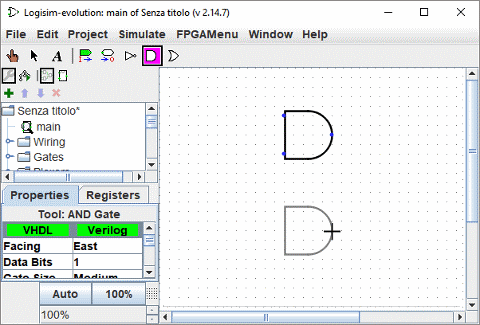 Logisim-evolution: main of Senza titolo (v 2.14.7)
File Edit Project Simulate FPGAMenu Window Help
A
Senza titolo*
main
Wiring
Gates
Properties Registers
Tool: AND Gate
VHDL Verilog
Facing East
Data Bits 1
Gate Size Medium
Auto 100%
100%